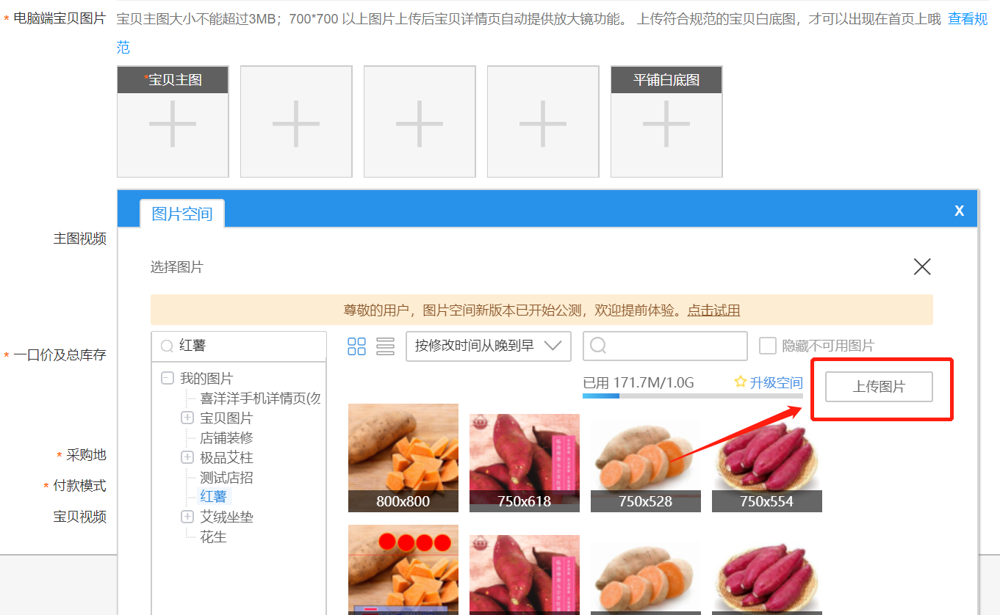 * 电脑端宝贝图片
宝贝主图大小不能超过3MB；700*700 以上图片上传后宝贝详情页自动提供放大镜功能。 上传符合规范的宝贝白底图，才可以出现在首页上哦 查看规
范
*宝贝主图
平铺白底图
图片空间
X
主图视频
选择图片
尊敬的用户，图片空间新版本已开始公测，欢迎提前体验。点击试用
红薯
按修改时间从晚到早
隐藏不可用图片
* 一口价及总库存
已用 171.7M/1.0G
升级空间
上传图片
我的图片
喜洋洋手机详情页(勿
宝贝图片
店铺装修
极品艾柱
测试店招
红薯
艾绒坐垫
花生
* 采购地
* 付款模式
宝贝视频
800x800
750x618
750x528
750x554